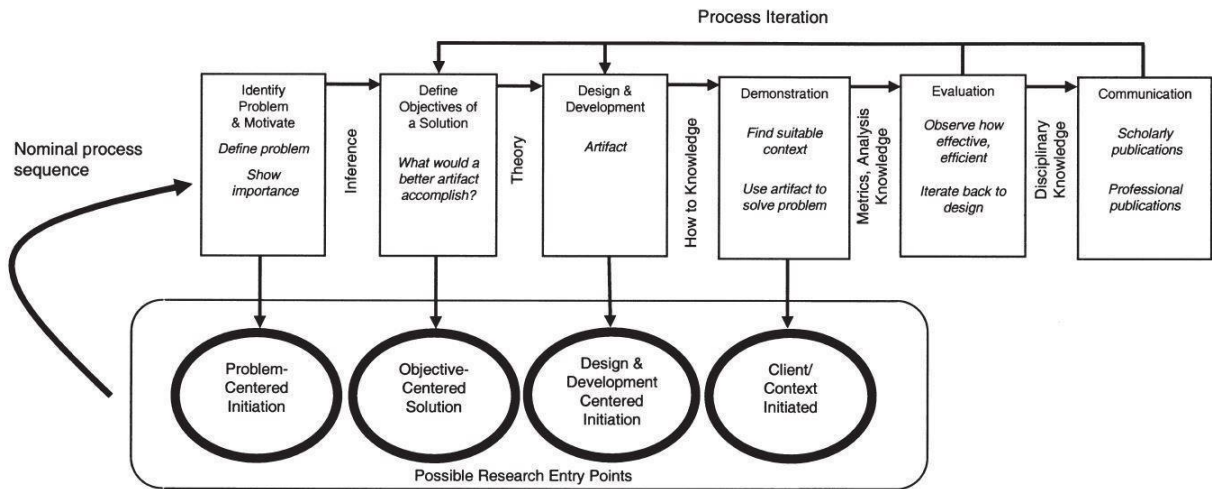 Process Iteration
Nominal process
sequence
Identify
Problem
& Motivate
Define problem
Show
importance
Inference
Define
Objectives of
a Solution
What would a
better artifact
accomplish?
Theory
Design &
Development
Artifact
How to Knowledge
Demonstration
Find suitable
context
Use artifact to
solve problem
Metrics, Analysis
Knowledge
Evaluation
Observe how
effective,
efficient
Iterate back to
design
Disciplinary
Knowledge
Communication
Scholarly
publications
Professional
publications
Problem-
Centered
Initiation
Objective-
Centered
Solution
Design &
Development
Centered
Initiation
Client/
Context
Initiated
Possible Research Entry Points